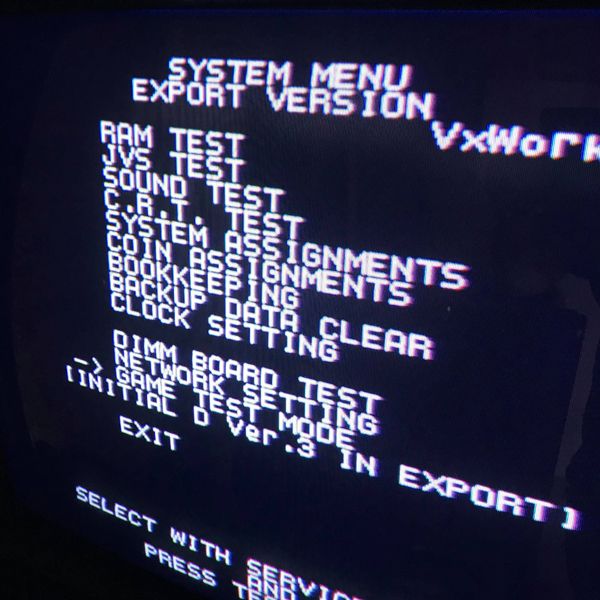 SYSTEM MENU
EXPORT VERSION
RAM TEST
JVS TEST
SOUND TEST
C.R.T. TEST
SYSTEM ASSIGNMENTS
COIN ASSIGNMENTS
BOOKKEEPING
BACKUP DATA CLEAR
CLOCK SETTING
DIMM BOARD TEST
NETWORK SETTING
-> GAME TEST MODE
[INITIAL D Ver.3 IN EXPORT]
EXIT
SELECT WITH
AND
PRESS